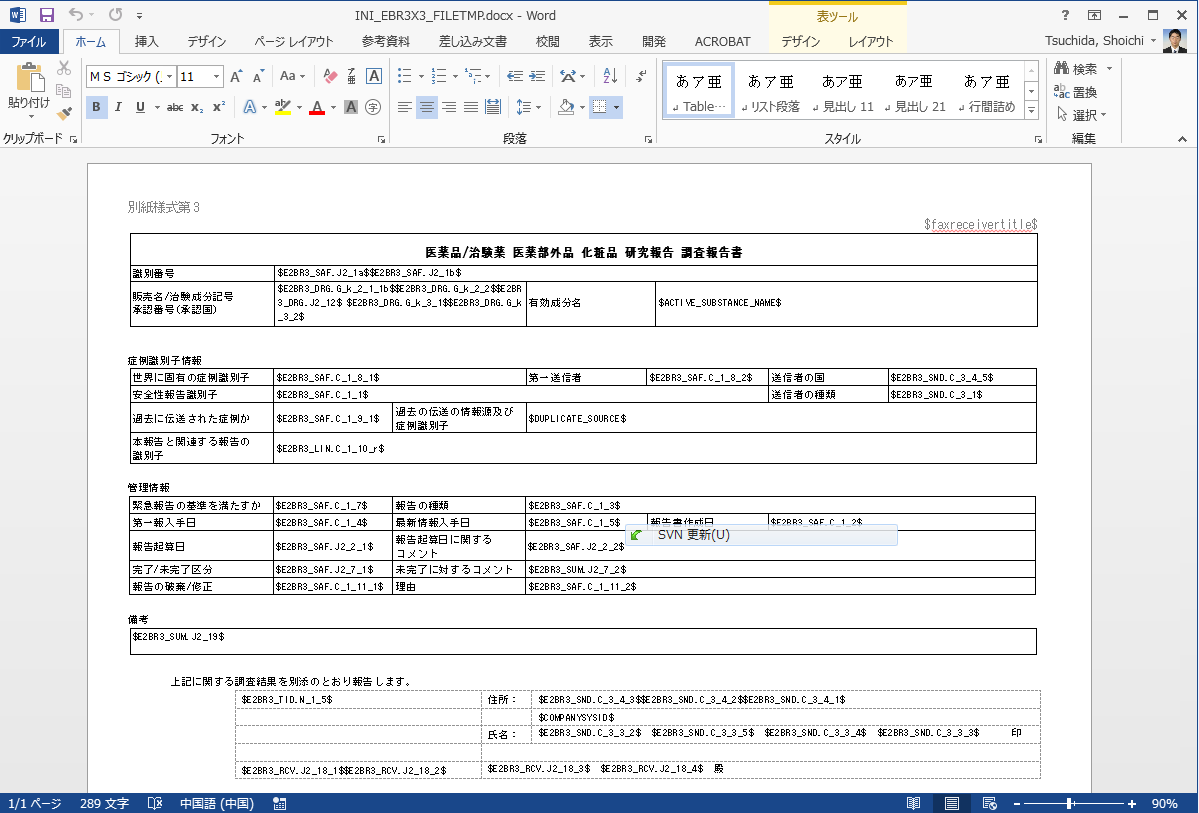 INI_EBR3X3_FILETMP.docx - Word
表ツール
ファイル ホーム 挿入 デザイン ページ レイアウト 参考資料 差し込み文書 校閲 表示 開発 ACROBAT デザイン レイアウト
Tsuchida, Shoichi
貼り付け
クリップボード
MS ゴシック (. 11
フォント
段落
あア亜 あア亜 あア亜 あア亜 あア亜
Table… リスト段落 見出し 11 見出し 21 行間詰め
スタイル
検索
置換
選択
編集
別紙様式第3
$faxreceivertitle$
医薬品/治験薬 医薬部外品 化粧品 研究報告 調査報告書
識別番号 $E2BR3_SAF.J2_1a$$E2BR3_SAF.J2_1b$
販売名/治験成分記号
承認番号(承認国)
$E2BR3_DRG.G_k_2_1_1b$$E2BR3_DRG.G_k_2_2$$E2BR
3_DRG.J2_12$ $E2BR3_DRG.G_k_3_1$$E2BR3_DRG.G_k
_3_2$
有効成分名 $ACTIVE_SUBSTANCE_NAME$
症例識別子情報
世界に固有の症例識別子 $E2BR3_SAF.C_1_8_1$ 第一送信者 $E2BR3_SAF.C_1_8_2$ 送信者の国 $E2BR3_SND.C_3_4_5$
安全性報告識別子 $E2BR3_SAF.C_1_1$ 送信者の種類 $E2BR3_SND.C_3_1$
過去に伝送された症例か $E2BR3_SAF.C_1_9_1$
過去の伝送の情報源及び
症例識別子
$DUPLICATE_SOURCE$
本報告と関連する報告の
識別子
$E2BR3_LIN.C_1_10_r$
管理情報
緊急報告の基準を満たすか $E2BR3_SAF.C_1_7$ 報告の種類 $E2BR3_SAF.C_1_3$
第一報入手日 $E2BR3_SAF.C_1_4$ 最新情報入手日 $E2BR3_SAF.C_1_5$ 報告書作成日 $E2BR3_SAF.C_1_2$
SVN 更新(U)
報告起算日 $E2BR3_SAF.J2_2_1$
報告起算日に関する
コメント
$E2BR3_SAF.J2_2_2$
完了/未完了区分 $E2BR3_SAF.J2_7_1$ 未完了に対するコメント $E2BR3_SUM.J2_7_2$
報告の破棄/修正 $E2BR3_SAF.C_1_11_1$ 理由 $E2BR3_SAF.C_1_11_2$
備考
$E2BR3_SUM.J2_19$
上記に関する調査結果を別添のとおり報告します。
$E2BR3_TID.N_1_5$ 住所： $E2BR3_SND.C_3_4_3$$E2BR3_SND.C_3_4_2$$E2BR3_SND.C_3_4_1$
$COMPANYSYSID$
氏名： $E2BR3_SND.C_3_3_2$ $E2BR3_SND.C_3_3_5$ $E2BR3_SND.C_3_3_4$ $E2BR3_SND.C_3_3_3$ 印
$E2BR3_RCV.J2_18_1$$E2BR3_RCV.J2_18_2$ $E2BR3_RCV.J2_18_3$ $E2BR3_RCV.J2_18_4$ 殿
1/1 ページ 289 文字 中国語 (中国) 90%